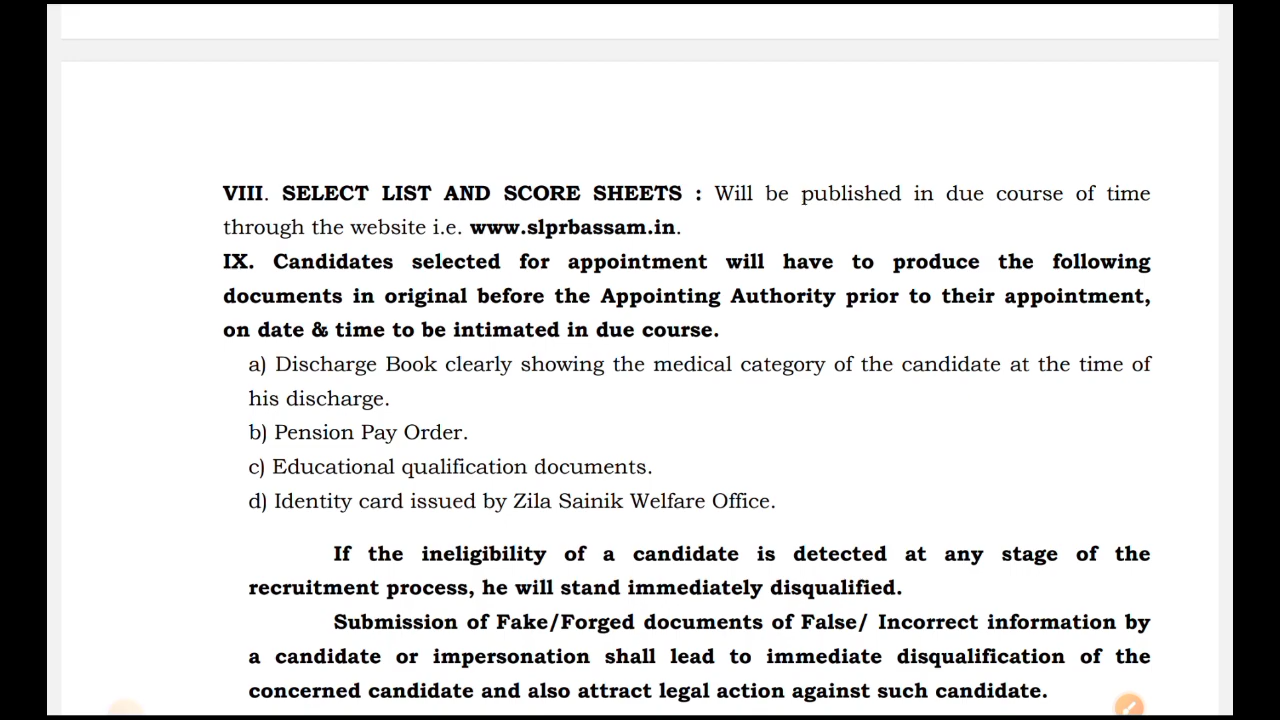 VIII. SELECT LIST AND SCORE SHEETS : Will be published in due course of time
through the website i.e. www.slprbassam.in.
IX. Candidates selected for appointment will have to produce the following
documents in original before the Appointing Authority prior to their appointment,
on date & time to be intimated in due course.
a) Discharge Book clearly showing the medical category of the candidate at the time of
his discharge.
b) Pension Pay Order.
c) Educational qualification documents.
d) Identity card issued by Zila Sainik Welfare Office.
If the ineligibility of a candidate is detected at any stage of the
recruitment process, he will stand immediately disqualified.
Submission of Fake/Forged documents of False/ Incorrect information by
a candidate or impersonation shall lead to immediate disqualification of the
concerned candidate and also attract legal action against such candidate.